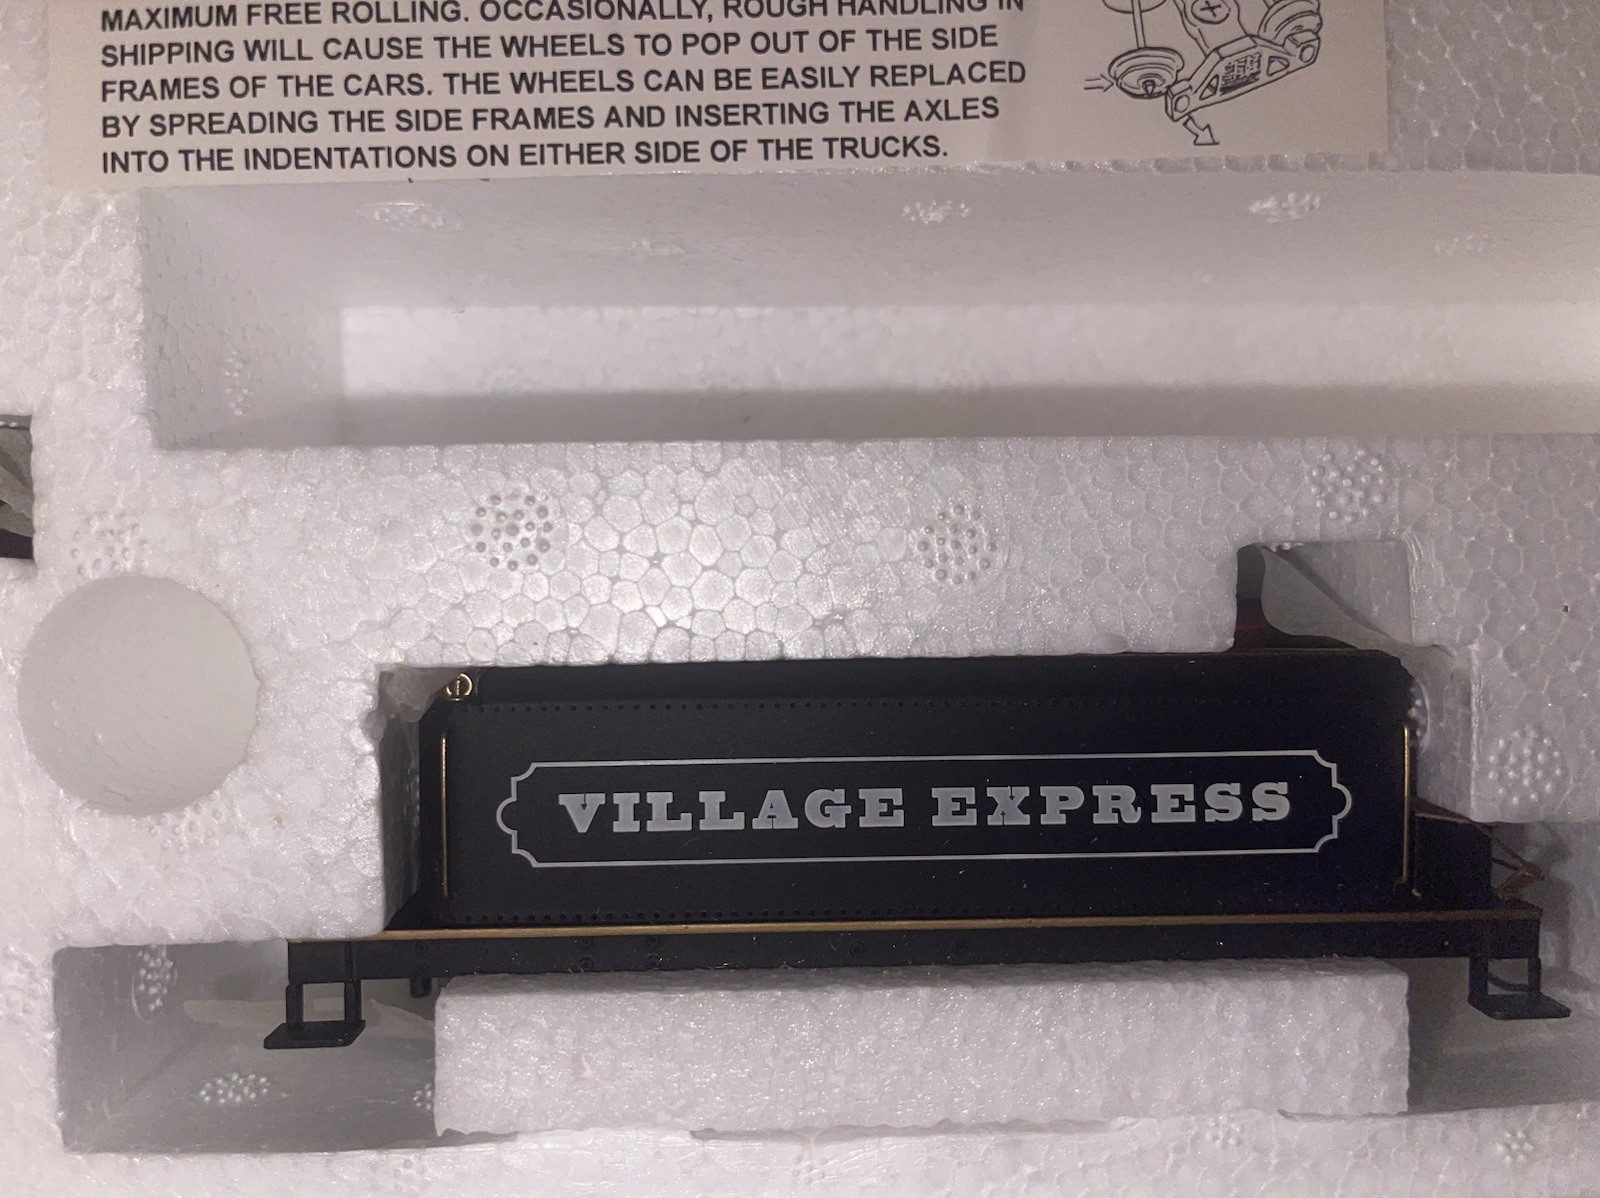 MAXIMUM FREE ROLLING. OCCASIONALLY, ROUGH HANDLING IN
SHIPPING WILL CAUSE THE WHEELS TO POP OUT OF THE SIDE
FRAMES OF THE CARS. THE WHEELS CAN BE EASILY REPLACED
BY SPREADING THE SIDE FRAMES AND INSERTING THE AXLES
INTO THE INDENTATIONS ON EITHER SIDE OF THE TRUCKS.
VILLAGE EXPRESS